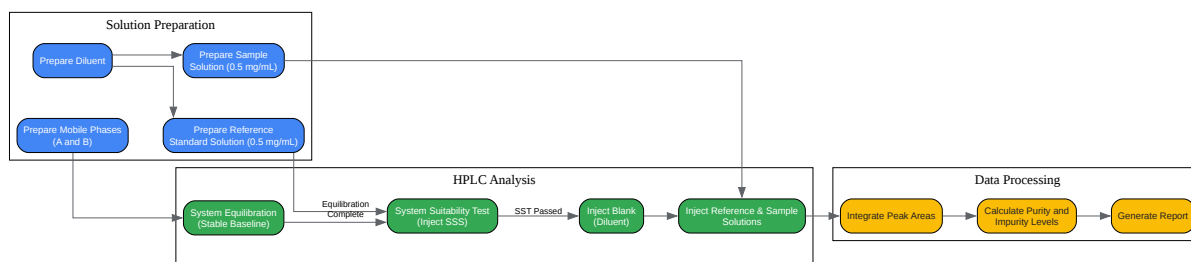 Solution Preparation
Prepare Diluent
Prepare Sample
Solution (0.5 mg/mL)
Prepare Mobile Phases
(A and B)
Prepare Reference
Standard Solution (0.5 mg/mL)
HPLC Analysis
System Equilibration
(Stable Baseline)
Equilibration
Complete
System Suitability Test
(Inject SSS)
SST Passed
Inject Blank
(Diluent)
Inject Reference & Sample
Solutions
Data Processing
Integrate Peak Areas
Calculate Purity and
Impurity Levels
Generate Report